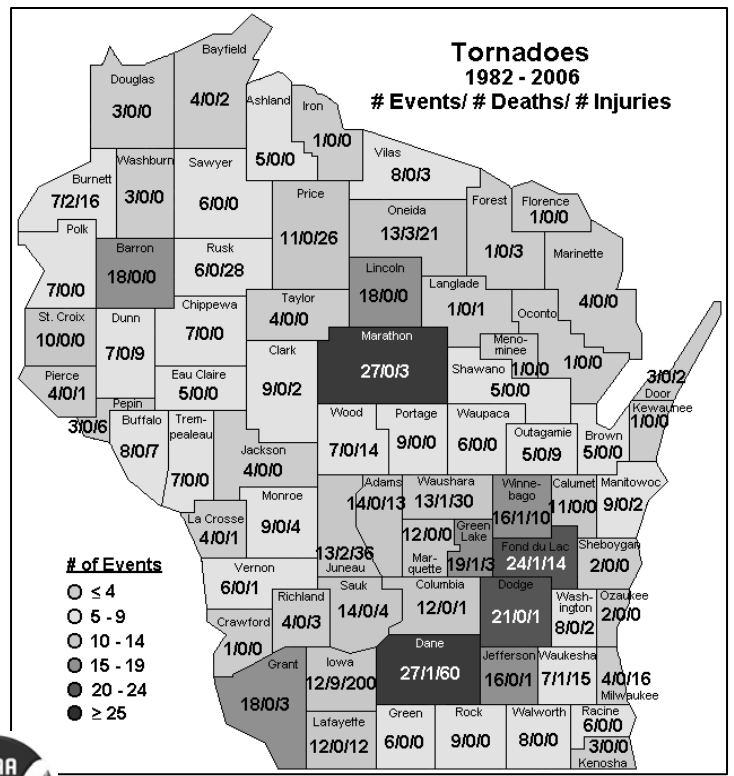 Tornadoes
1982 - 2006
# Events/ # Deaths/ # Injuries
Bayfield
4/0/2
Douglas
3/0/0
Ashland
5/0/0
Iron
1/0/0
Vilas
8/0/3
Burnett
7/2/16
Washburn
3/0/0
Sawyer
6/0/0
Price
11/0/26
Oneida
13/3/21
Forest
1/0/3
Florence
1/0/0
Marinette
4/0/0
Polk
7/0/0
Barron
18/0/0
Rusk
6/0/28
Lincoln
18/0/0
Langlade
1/0/1
Oconto
1/0/0
St. Croix
10/0/0
Dunn
7/0/9
Chippewa
7/0/0
Taylor
4/0/0
Marathon
27/0/3
Meno-
minee
1/0/0
Shawano
5/0/0
Clark
9/0/2
Pierce
4/0/1
Pepin
3/0/6
Eau Claire
5/0/0
3/0/2
Door
Kewaunee
1/0/0
Buffalo
8/0/7
Trem-
pealeau
7/0/0
Jackson
4/0/0
Wood
7/0/14
Portage
9/0/0
Waupaca
6/0/0
Outagamie
5/0/9
Brown
5/0/0
La Crosse
4/0/1
Monroe
9/0/4
13/2/36
Juneau
Adams
14/0/13
Waushara
13/1/30
Winne-
bago
16/1/10
Calumet
11/0/0
Manitowoc
9/0/2
12/0/0
Mar-
quette
Green
Lake
19/1/3
Fond du Lac
24/1/14
Sheboygan
2/0/0
Vernon
6/0/1
Crawford
1/0/0
Richland
4/0/3
Sauk
14/0/4
Columbia
12/0/1
Dodge
21/0/1
Wash-
ington
8/0/2
Ozaukee
2/0/0
Grant
18/0/3
Iowa
12/9/200
Dane
27/1/60
Jefferson
16/0/1
Waukesha
7/1/15
4/0/16
Milwaukee
Lafayette
12/0/12
Green
6/0/0
Rock
9/0/0
Walworth
8/0/0
Racine
6/0/0
3/0/0
Kenosha
# of Events
≤ 4
5 - 9
10 - 14
15 - 19
20 - 24
≥ 25